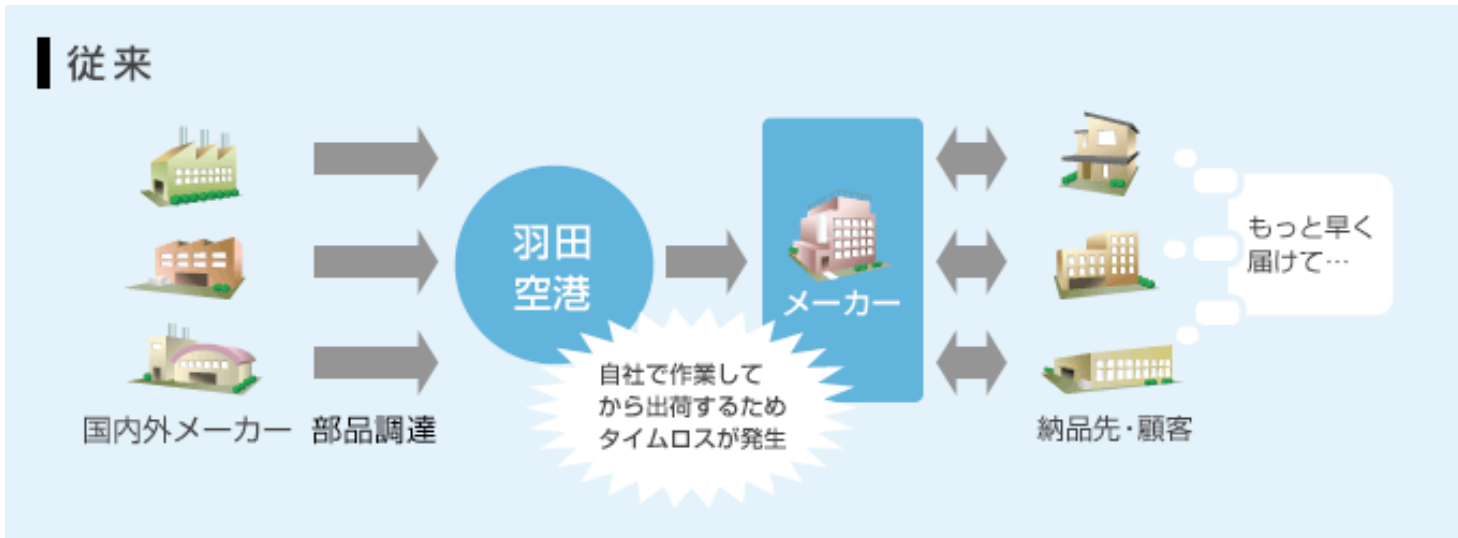 従来
羽田
空港
メーカー
もっと早く
届けて…
自社で作業して
から出荷するため
タイムロスが発生
国内外メーカー
部品調達
納品先・顧客